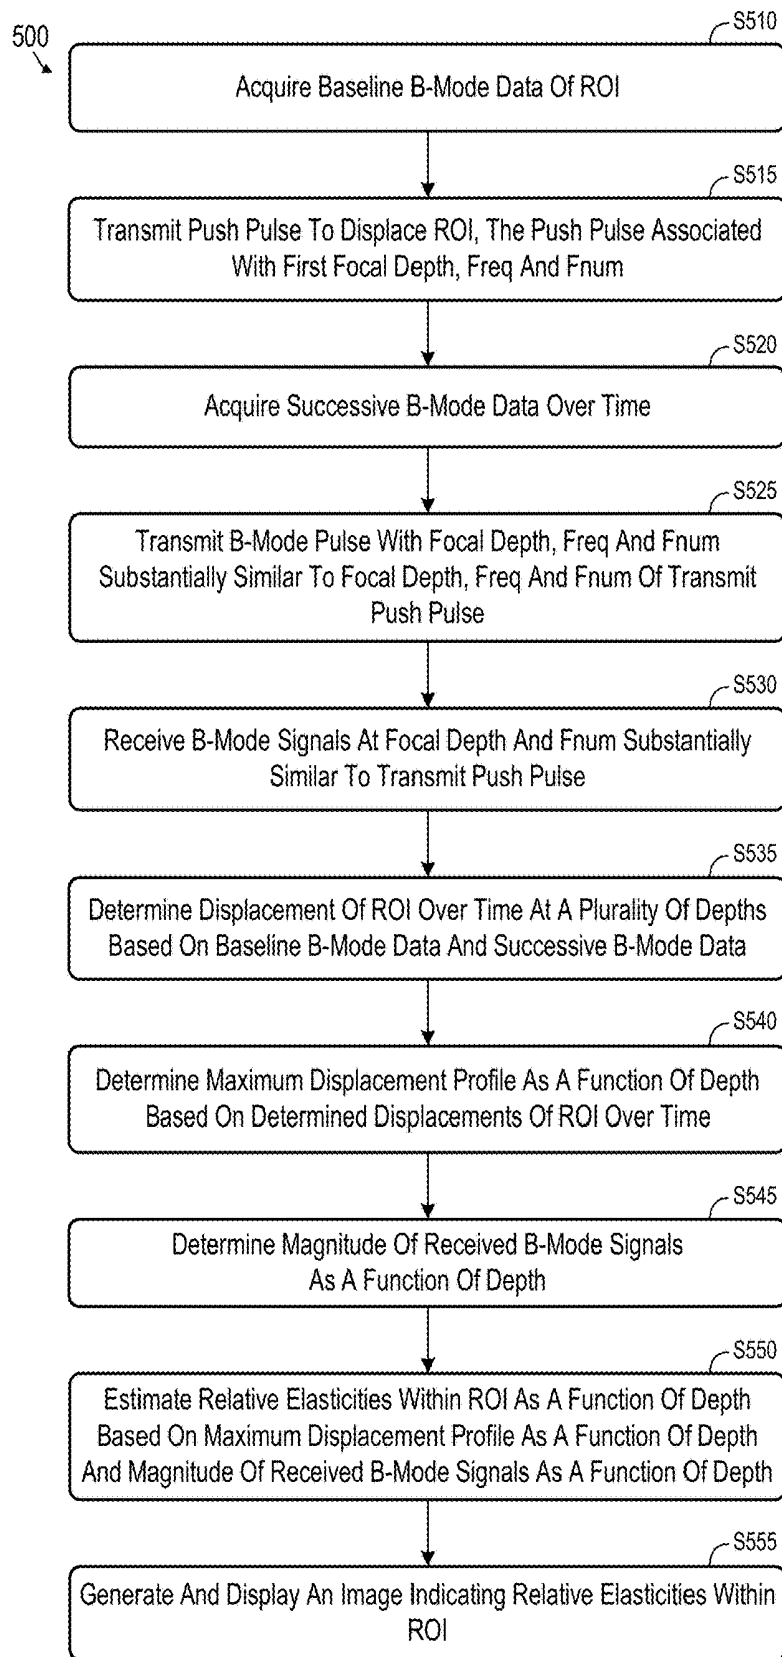 500
S510
Acquire Baseline B-Mode Data Of ROI
S515
Transmit Push Pulse To Displace ROI, The Push Pulse Associated
With First Focal Depth, Freq And Fnum
S520
Acquire Successive B-Mode Data Over Time
S525
Transmit B-Mode Pulse With Focal Depth, Freq And Fnum
Substantially Similar To Focal Depth, Freq And Fnum Of Transmit
Push Pulse
S530
Receive B-Mode Signals At Focal Depth And Fnum Substantially
Similar To Transmit Push Pulse
S535
Determine Displacement Of ROI Over Time At A Plurality Of Depths
Based On Baseline B-Mode Data And Successive B-Mode Data
S540
Determine Maximum Displacement Profile As A Function Of Depth
Based On Determined Displacements Of ROI Over Time
S545
Determine Magnitude Of Received B-Mode Signals
As A Function Of Depth
S550
Estimate Relative Elasticities Within ROI As A Function Of Depth
Based On Maximum Displacement Profile As A Function Of Depth
And Magnitude Of Received B-Mode Signals As A Function Of Depth
S555
Generate And Display An Image Indicating Relative Elasticities Within
ROI